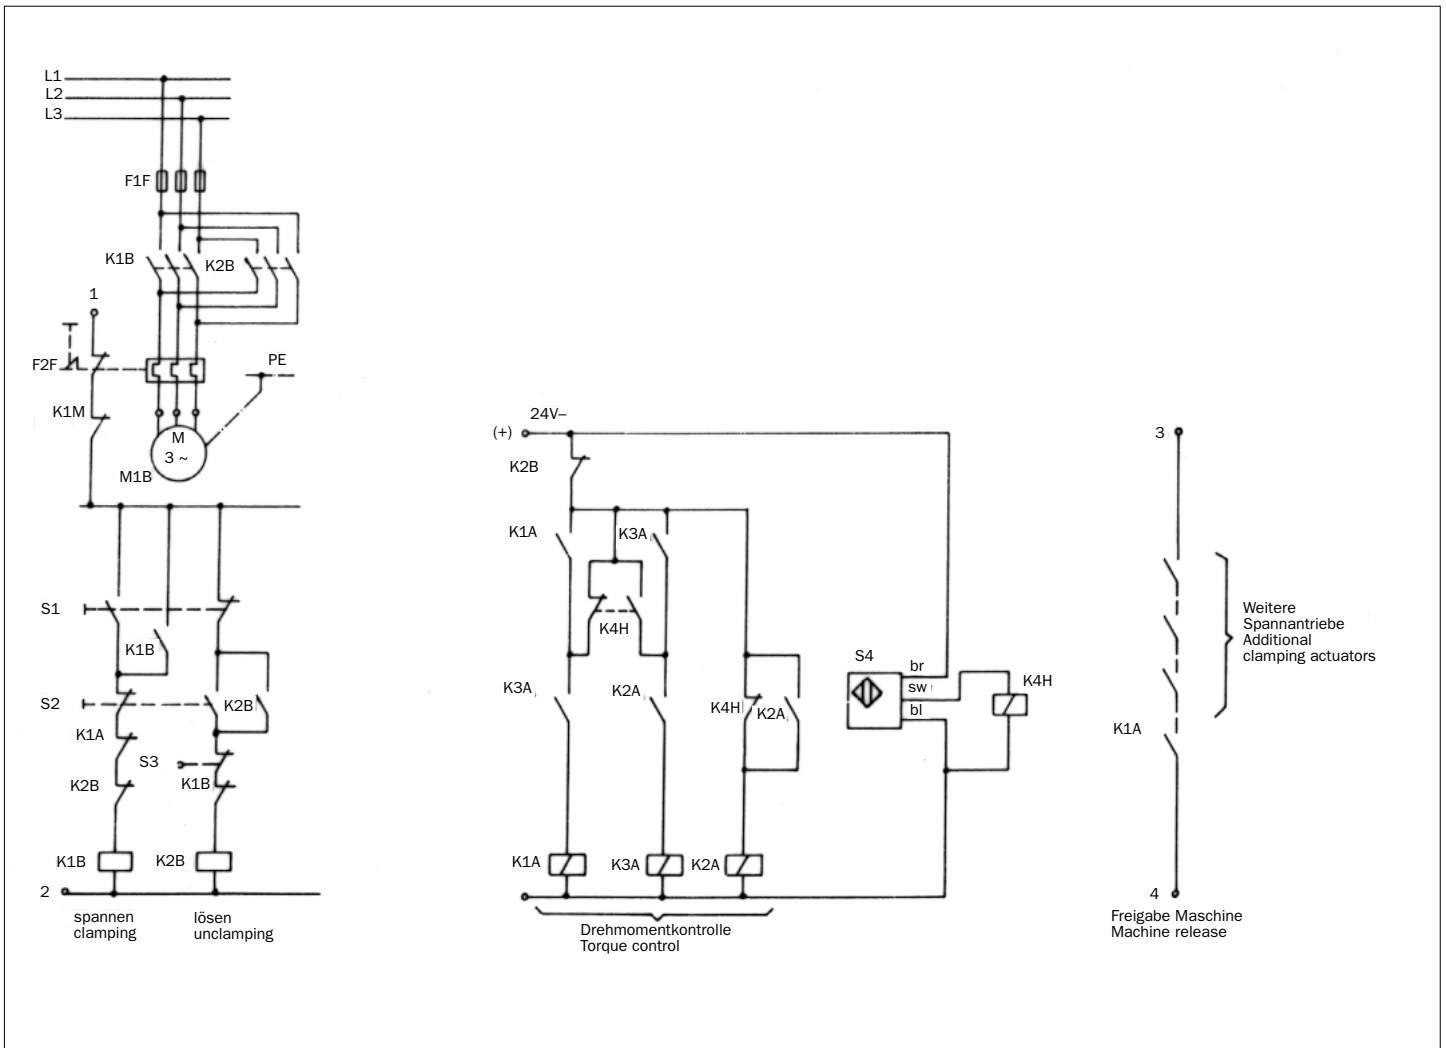 L1
L2
L3
F1F
K1B
K2B
1
F2F
PE
K1M
M
3 ~
M1B
S1
K1B
S2
K2B
K1A
S3
K2B
K1B
K1B
K2B
2
spannen
clamping
lösen
unclamping
24V–
(+)
K2B
K1A
K3A
K4H
K3A
K2A
K4H
K2A
S4
br
sw
bl
K4H
K1A
K3A
K2A
Drehmomentkontrolle
Torque control
3
Weitere
Spannantriebe
Additional
clamping actuators
K1A
4
Freigabe Maschine
Machine release